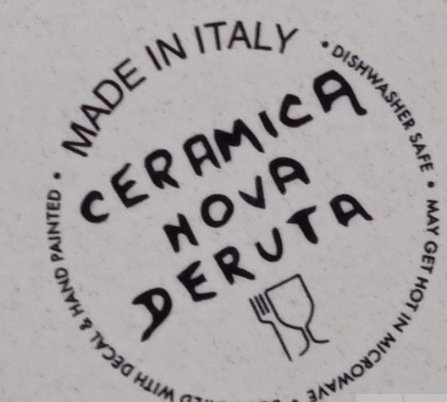 MADE IN ITALY
• DISHWASHER SAFE • MAY GET HOT IN MICROWAVE •
WITH DECAL & HAND PAINTED •
CERAMICA
NOVA
DERUTA